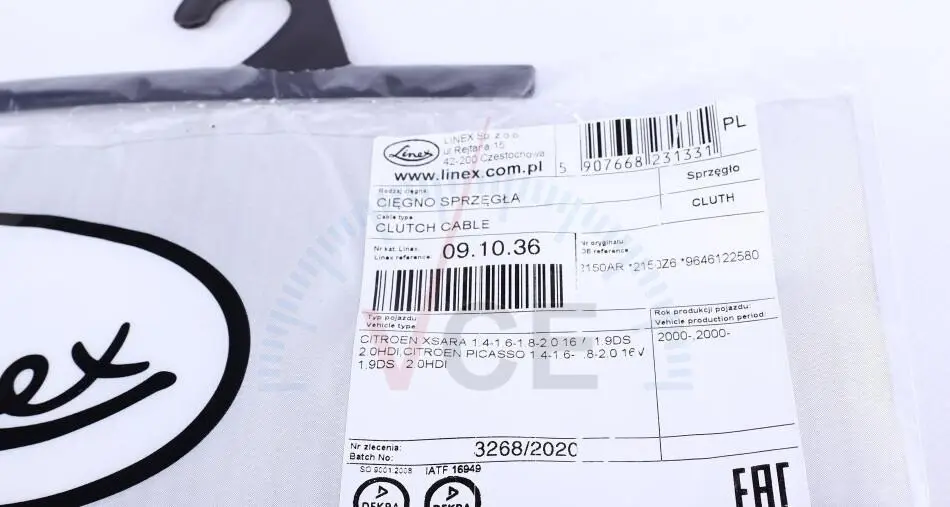 Linex
LINEX Sp. z o.o.
ul. Rejtana 15
42-200 Czestochowa
www.linex.com.pl
5 907668 231331
PL
Rodzaj cięgna:
CIĘGNO SPRZĘGŁA
Sprzęgło
Cable type
CLUTCH CABLE
CLUTH
Nr kat. Linex:
Linex reference:
09.10.36
Nr oryginału:
OE reference:
2150AR *2150Z6 *9646122580
Typ pojazdu
Vehicle type:
Rok produkcji pojazdu:
Vehicle production period:
CITROEN XSARA 1.4-1.6-1.8-2.0 16V 1.9DS
2.0HDI,CITROEN PICASSO 1.4-1.6-1.8-2.0 16V
1.9DS 2.0HDI
2000-,2000-
Nr zlecenia:
Batch No:
3268/2020
ISO 9001:2008
IATF 16949
DEKRA
DEKRA
EAC
ex
VCE